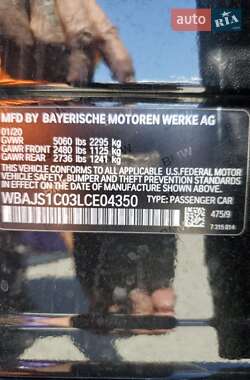 AUTO
RIA
MFD BY BAYERISCHE MOTOREN WERKE AG
01/20
GVWR 5060 lbs 2295 kg
GAWR FRONT 2480 lbs 1125 kg
GAWR REAR 2736 lbs 1241 kg
THIS VEHICLE CONFORMS TO ALL APPLICABLE
U.S.FEDERAL MOTOR VEHICLE
SAFETY, BUMPER AND THEFT PREVENTION
STANDARDS IN EFFECT ON THE DATE OF
MANUFACTURE SHOWN ABOVE.
WBAJS1C03LCE04350 TYPE: PASSENGER CAR
475/9
7 215 814